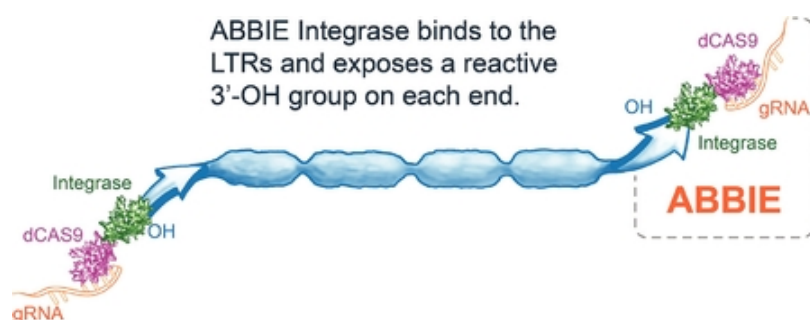 ABBIE Integrase binds to the
LTRs and exposes a reactive
3'-OH group on each end.
dCAS9
OH
gRNA
Integrase
ABBIE
Integrase
OH
dCAS9
gRNA